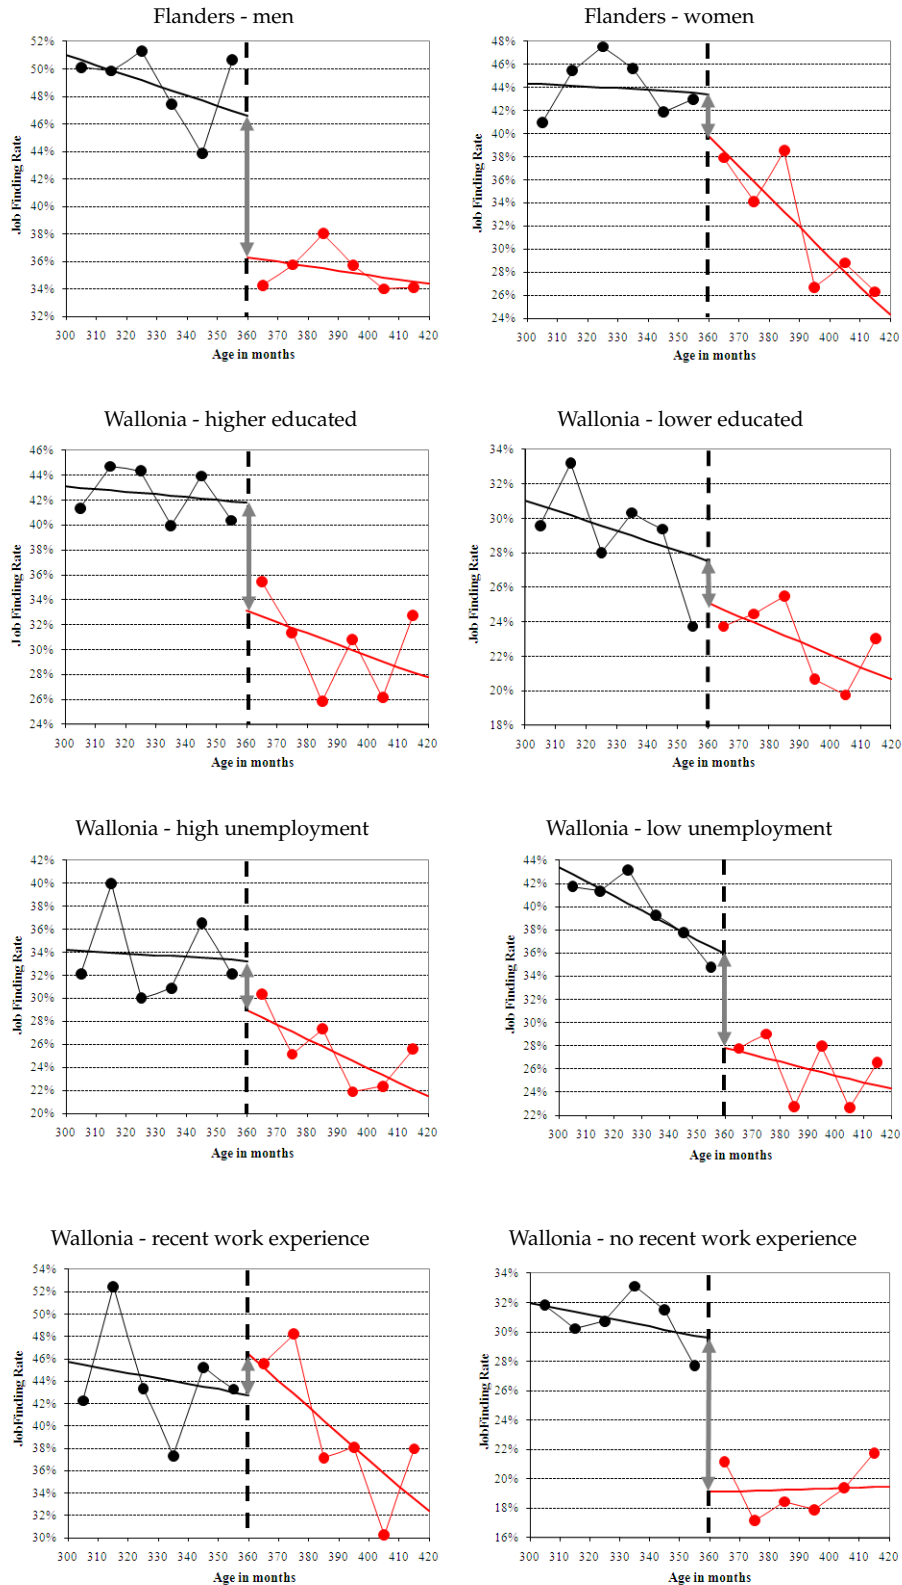 Flanders - men
52%
50%
48%
46%
44%
42%
40%
38%
36%
34%
32%
Job Finding Rate
300 310 320 330 340 350 360 370 380 390 400 410 420
Age in months
Flanders - women
48%
46%
44%
42%
40%
38%
36%
34%
32%
30%
28%
26%
24%
Job Finding Rate
300 310 320 330 340 350 360 370 380 390 400 410 420
Age in months
Wallonia - higher educated
46%
44%
42%
40%
38%
36%
34%
32%
30%
28%
26%
24%
Job Finding Rate
300 310 320 330 340 350 360 370 380 390 400 410 420
Age in months
Wallonia - lower educated
34%
32%
30%
28%
26%
24%
22%
20%
18%
Job Finding Rate
300 310 320 330 340 350 360 370 380 390 400 410 420
Age in months
Wallonia - high unemployment
42%
40%
38%
36%
34%
32%
30%
28%
26%
24%
22%
20%
Job Finding Rate
300 310 320 330 340 350 360 370 380 390 400 410 420
Age in months
Wallonia - low unemployment
44%
42%
40%
38%
36%
34%
32%
30%
28%
26%
24%
22%
Job Finding Rate
300 310 320 330 340 350 360 370 380 390 400 410 420
Age in months
Wallonia - recent work experience
54%
52%
50%
48%
46%
44%
42%
40%
38%
36%
34%
32%
30%
JobFinding Rate
300 310 320 330 340 350 360 370 380 390 400 410 420
Age in months
Wallonia - no recent work experience
32%
30%
28%
26%
24%
22%
20%
18%
16%
JobFinding Rate
300 310 320 330 340 350 360 370 380 390 400 410 420
Age in months